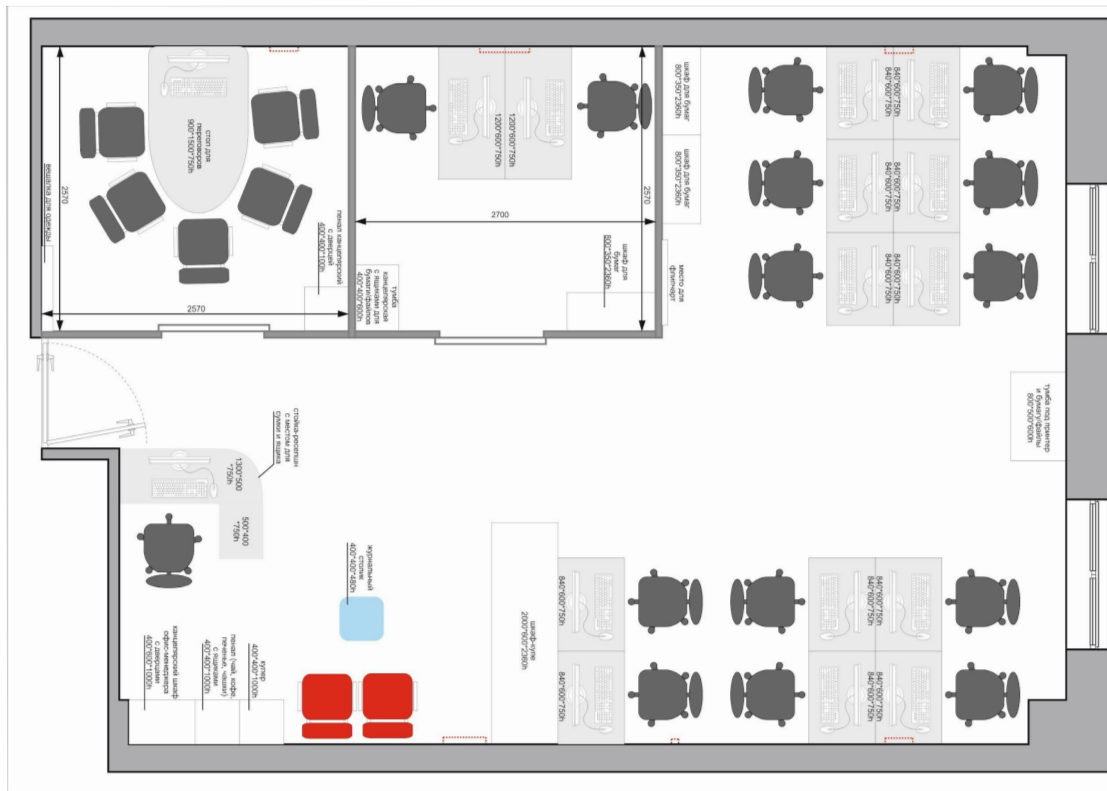 стол для
переговоров
900*1500*750h
вешалка для одежды
2570
2570
пенал канцелярский
с дверцей
400*400*100h
1200*600*750h
1200*600*750h
2700
2570
тумба
канцелярская
с ящиками для
бумаги/файлов
400*400*600h
шкаф для
бумаг
800*350*2360h
шкаф для бумаг
800*350*2360h
шкаф для бумаг
800*350*2360h
место для
флипчарт
840*600*750h
840*600*750h
840*600*750h
840*600*750h
840*600*750h
840*600*750h
тумба под принтер
и бумагу/файлы
800*500*600h
стойка-ресепшн
с местом для
сумки и ящика
1300*500
*750h
500*400
*750h
журнальный
столик
400*400*480h
шкаф-купе
2000*600*2360h
840*600*750h
840*600*750h
840*600*750h
840*600*750h
840*600*750h
840*600*750h
канцелярский шкаф
офис-менеджера
с дверцами
400*600*1000h
пенал (чай, кофе,
печенье, чашки)
с ящиками
400*400*1000h
кулер
400*400*1000h